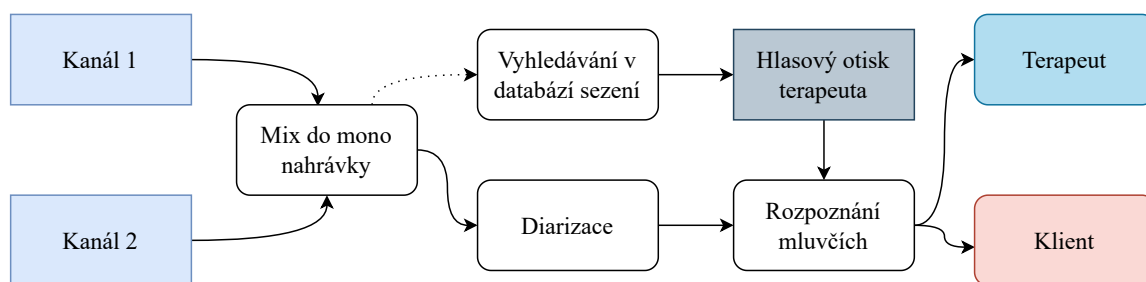 Kanál 1
Vyhledávání v
databází sezení
Hlasový otisk
terapeuta
Terapeut
Mix do mono
nahrávky
Kanál 2
Diarizace
Rozpoznání
mluvčích
Klient